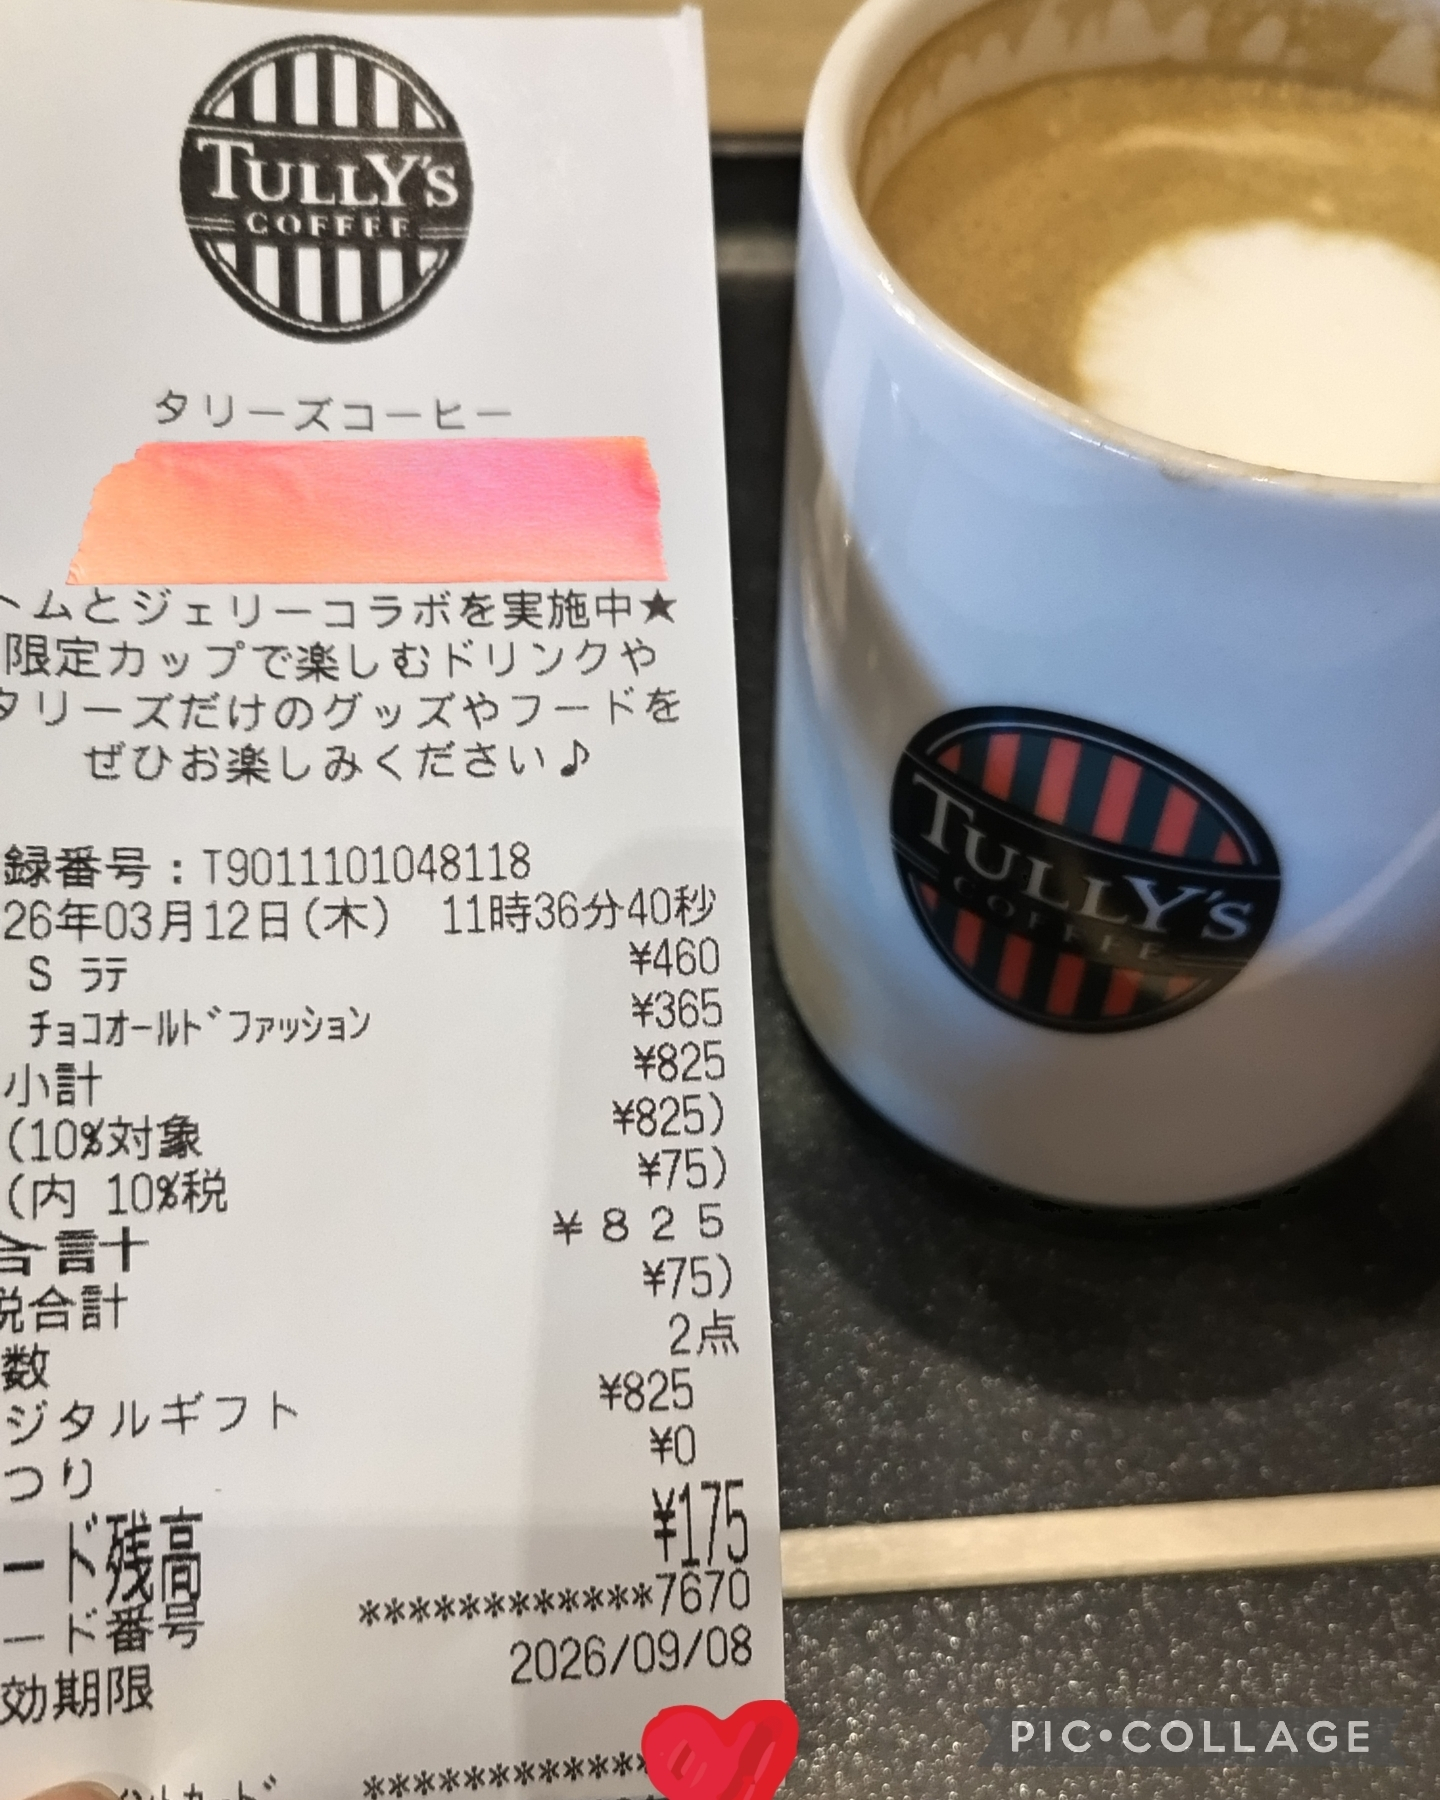 TULLY'S
COFFEE
タリーズコーヒー
トムとジェリーコラボを実施中★
限定カップで楽しむドリンクや
タリーズだけのグッズやフードを
ぜひお楽しみください♪
録番号：T9011101048118
26年03月12日(木) 11時36分40秒
S ﾗﾃ ¥460
ﾁｮｺｵｰﾙﾄﾞﾌｧｯｼｮﾝ ¥365
小計 ¥825
(10%対象 ¥825)
(内 10%税 ¥75)
合計 ¥825
税合計 ¥75)
数 2点
ジタルギフト ¥825
つり ¥0
ード残高 ¥175
ード番号 ************7670
効期限 2026/09/08
TULLY'S
COFFEE
PIC•COLLAGE